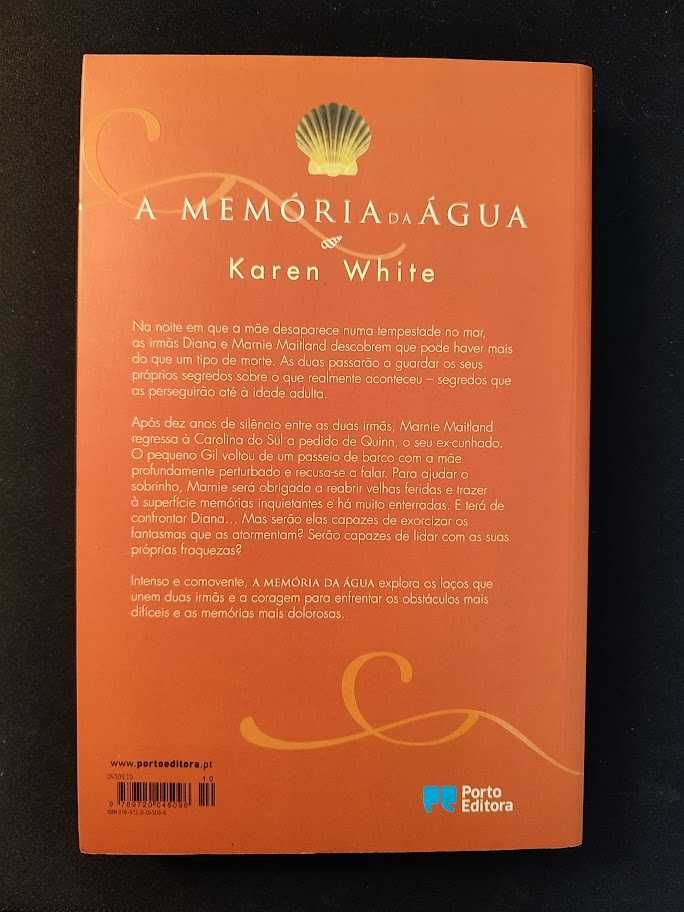 A MEMÓRIA DA ÁGUA
Karen White
Na noite em que a mãe desaparece numa tempestade no mar,
as irmãs Diana e Marnie Maitland descobrem que pode haver mais
do que um tipo de morte. As duas passarão a guardar os seus
próprios segredos sobre o que realmente aconteceu – segredos que
as perseguirão até à idade adulta.
Após dez anos de silêncio entre as duas irmãs, Marnie Maitland
regressa à Carolina do Sul a pedido de Quinn, o seu ex-cunhado.
O pequeno Gil voltou de um passeio de barco com a mãe
profundamente perturbado e recusa-se a falar. Para ajudar o
sobrinho, Marnie será obrigada a reabrir velhas feridas e trazer
à superfície memórias inquietantes e há muito enterradas. E terá de
confrontar Diana... Mas serão elas capazes de exorcizar os
fantasmas que as atormentam? Serão capazes de lidar com as suas
próprias fraquezas?
Intenso e comovente, A MEMÓRIA DA ÁGUA explora os laços que
unem duas irmãs e a coragem para enfrentar os obstáculos mais
difíceis e as memórias mais dolorosas.
www.portoeditora.pt
10
Porto
Editora